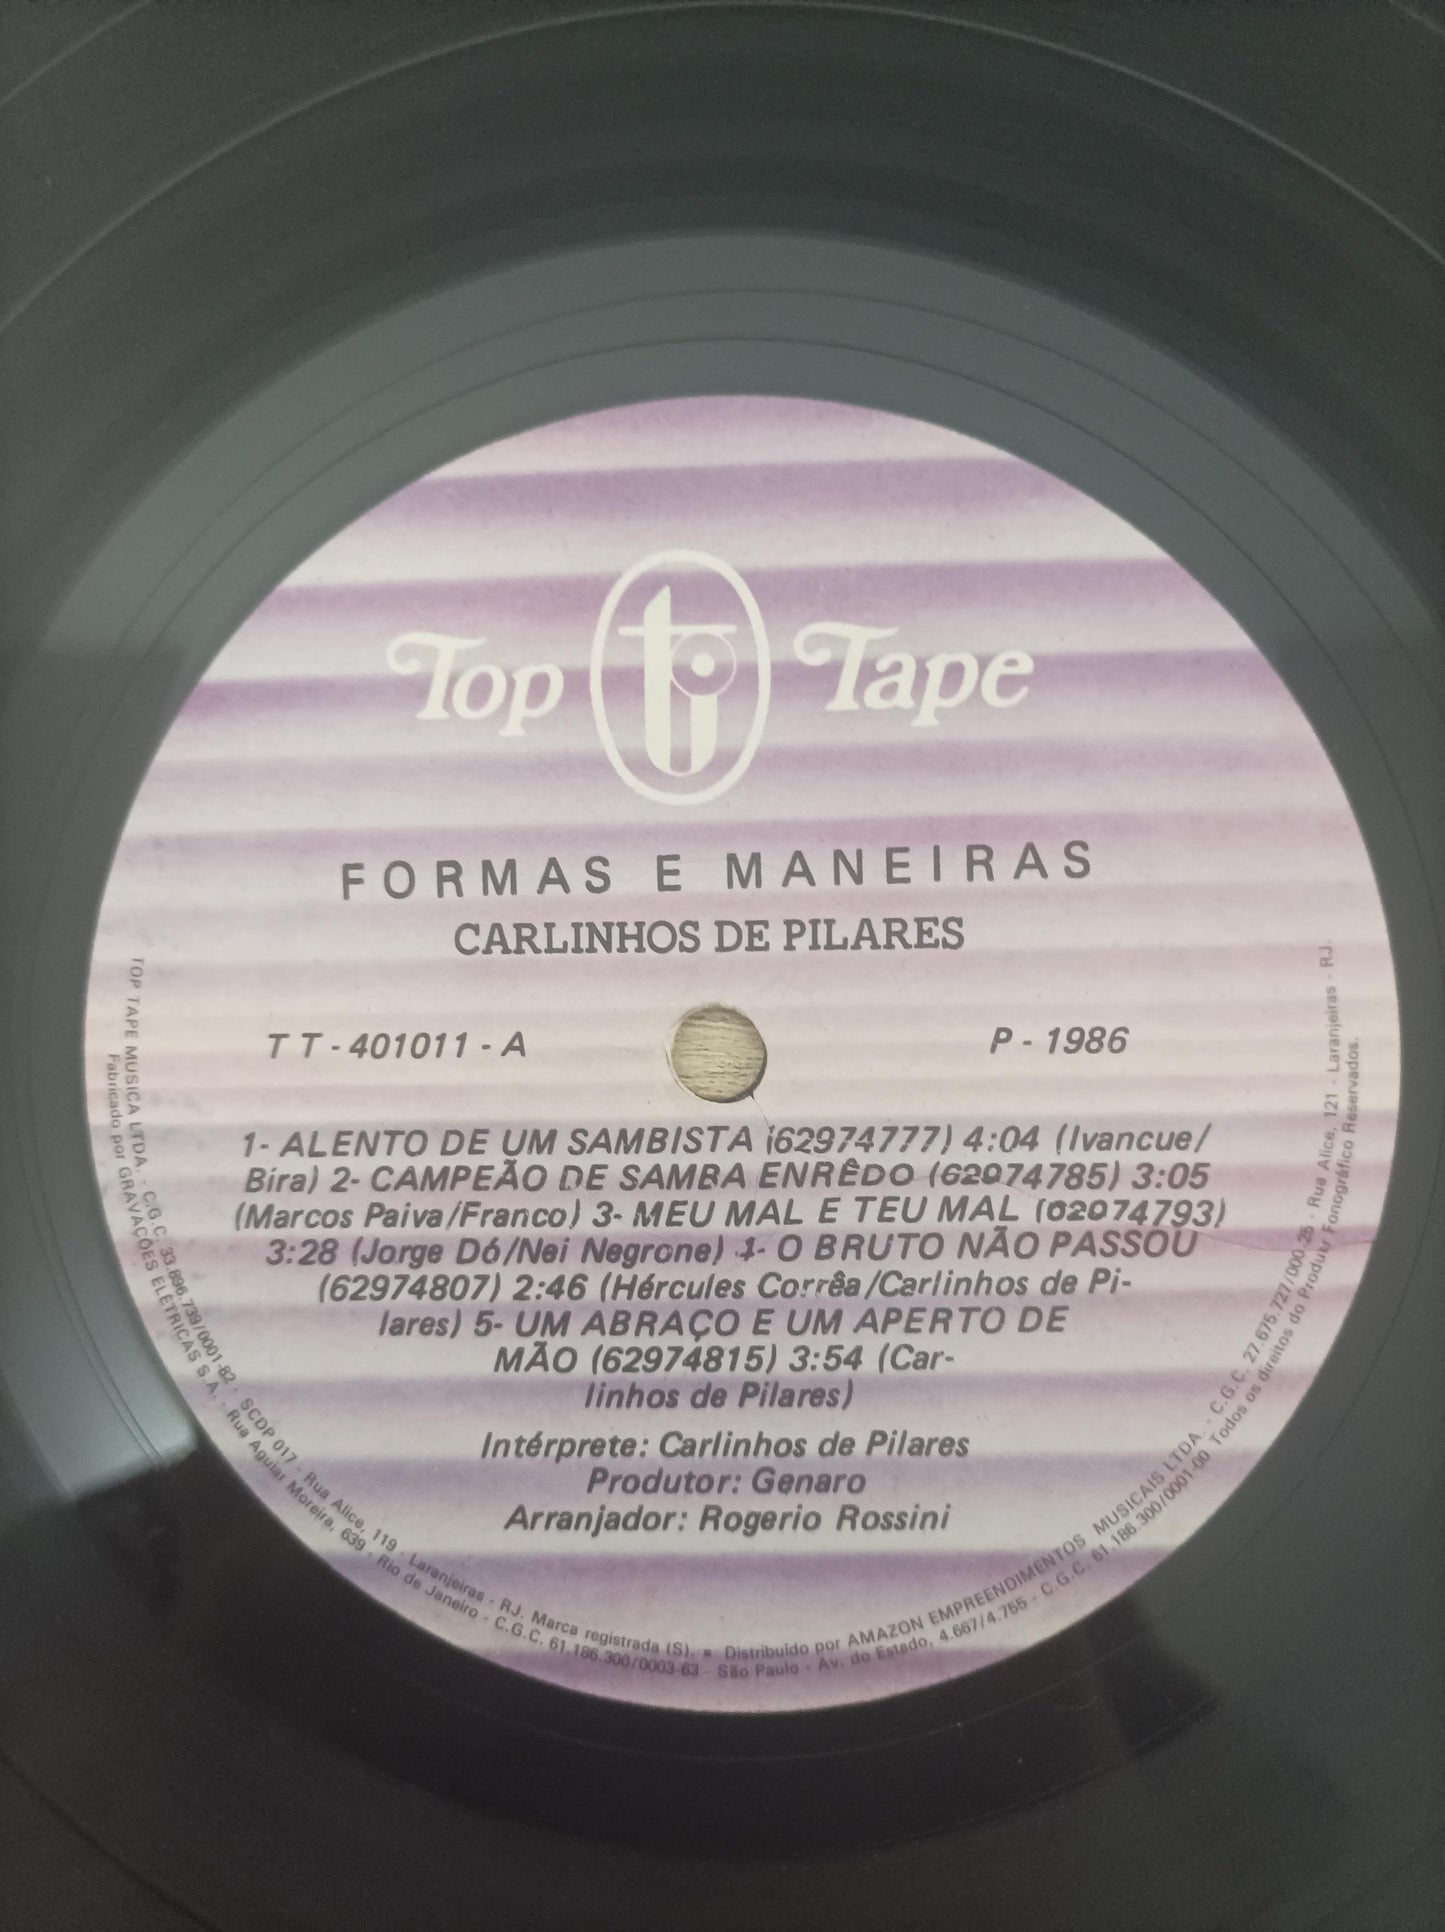 Top Tape
FORMAS E MANEIRAS
CARLINHOS DE PILARES
TT-401011-A P-1986
1- ALENTO DE UM SAMBISTA (62974777) 4:04 (Ivancue/
Bira) 2- CAMPEÃO DE SAMBA ENRÊDO (62974785) 3:05
(Marcos Paiva/Franco) 3- MEU MAL E TEU MAL (62974793)
3:28 (Jorge Dó/Nei Negrone) 4- O BRUTO NÃO PASSOU
(62974807) 2:46 (Hércules Corrêa/Carlinhos de Pi-
lares) 5- UM ABRAÇO E UM APERTO DE
MÃO (62974815) 3:54 (Car-
linhos de Pilares)
Intérprete: Carlinhos de Pilares
Produtor: Genaro
Arranjador: Rogerio Rossini
TOP TAPE MUSICA LTDA. - C.G.C. 33.896.739/0001-82 - SCDP 017 - Rua Alice, 119 - Laranjeiras - RJ. Marca registrada (S). ■ Distribuído por AMAZON EMPREENDIMENTOS MUSICAIS LTDA. - C.G.C. 27.675.727/0001-25 - Rua Alice, 121 - Laranjeiras - RJ.
Fabricado por GRAVAÇÕES ELÉTRICAS S.A. - Rua Aguiar Moreira, 639 - Rio de Janeiro - C.G.C. 61.186.300/0003-63 - São Paulo - Av. do Estado, 4.667/4.755 - C.G.C. 61.186.300/0001-00 Todos os direitos do Produtor Fonográfico Reservados.